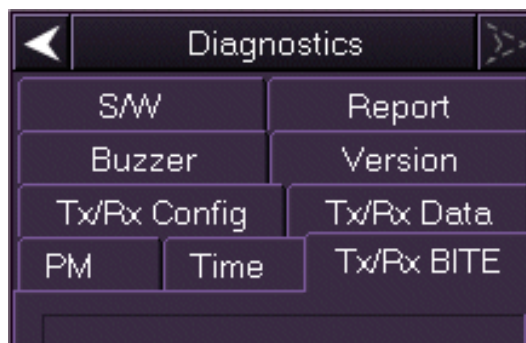 Diagnostics
S/W Report
Buzzer Version
Tx/Rx Config Tx/Rx Data
PM Time Tx/Rx BITE